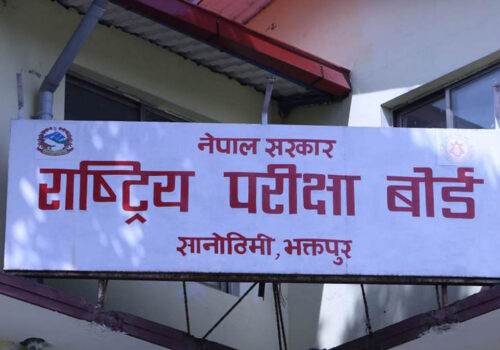 नेपाल सरकार
राष्ट्रिय परीक्षा बोर्ड
सानोठिमी, भक्तपुर